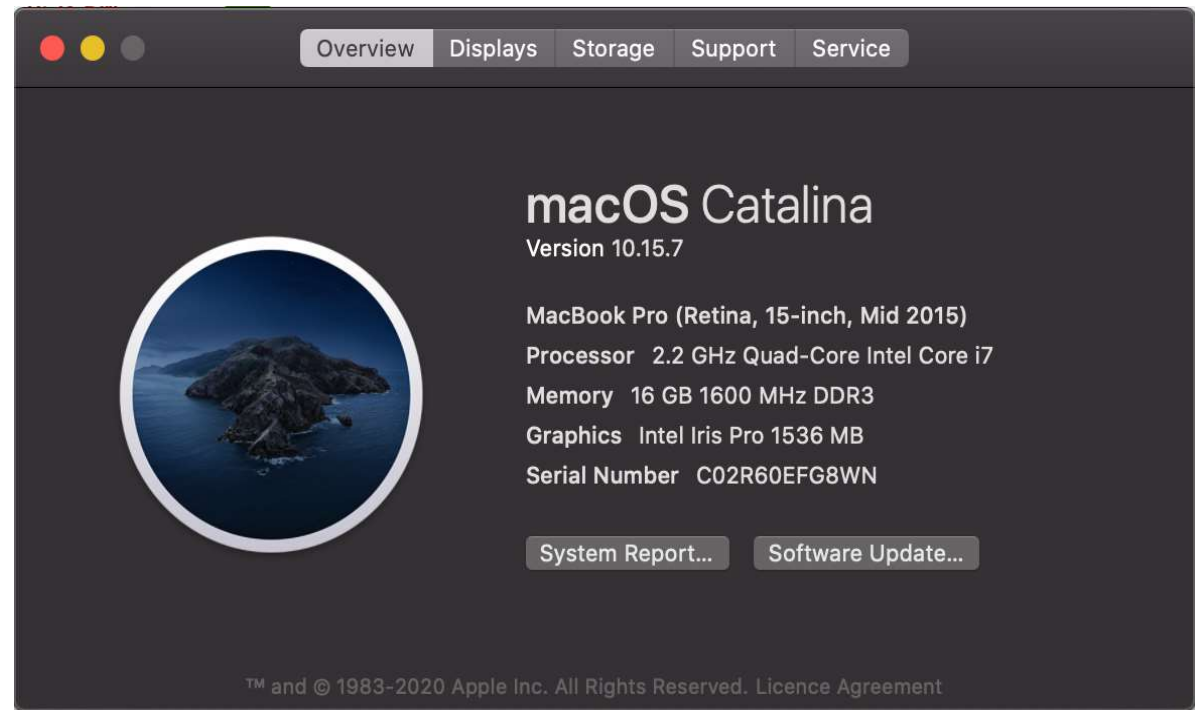 Overview Displays Storage Support Service
macOS Catalina
Version 10.15.7
MacBook Pro (Retina, 15-inch, Mid 2015)
Processor 2.2 GHz Quad-Core Intel Core i7
Memory 16 GB 1600 MHz DDR3
Graphics Intel Iris Pro 1536 MB
Serial Number C02R60EFG8WN
System Report... Software Update...
™ and © 1983-2020 Apple Inc. All Rights Reserved. Licence Agreement